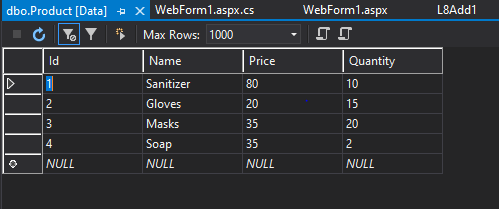 dbo.Product [Data] WebForm1.aspx.cs WebForm1.aspx L8Add1
Max Rows: 1000
Id Name Price Quantity
1 Sanitizer 80 10
2 Gloves 20 15
3 Masks 35 20
4 Soap 35 2
NULL NULL NULL NULL